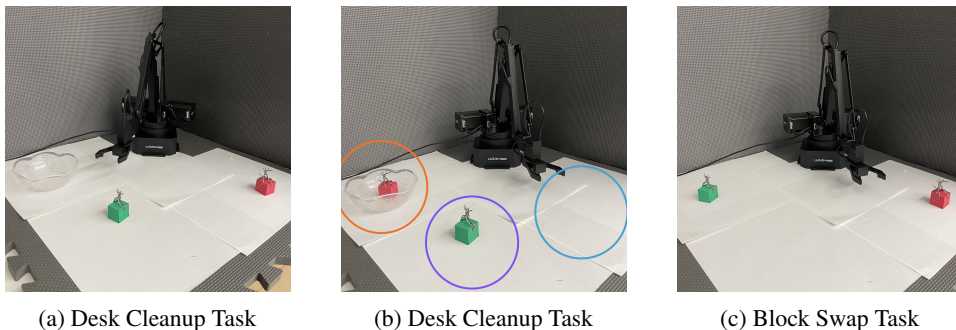 (a) Desk Cleanup Task
(b) Desk Cleanup Task
(c) Block Swap Task